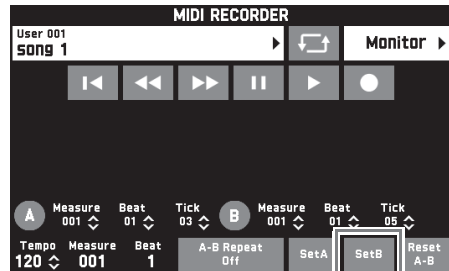 MIDI RECORDER
User 001
song 1
Monitor
A Measure Beat Tick B Measure Beat Tick
001 01 03 001 01 05
Tempo Measure Beat A-B Repeat SetA SetB Reset
120 001 1 Off A-B